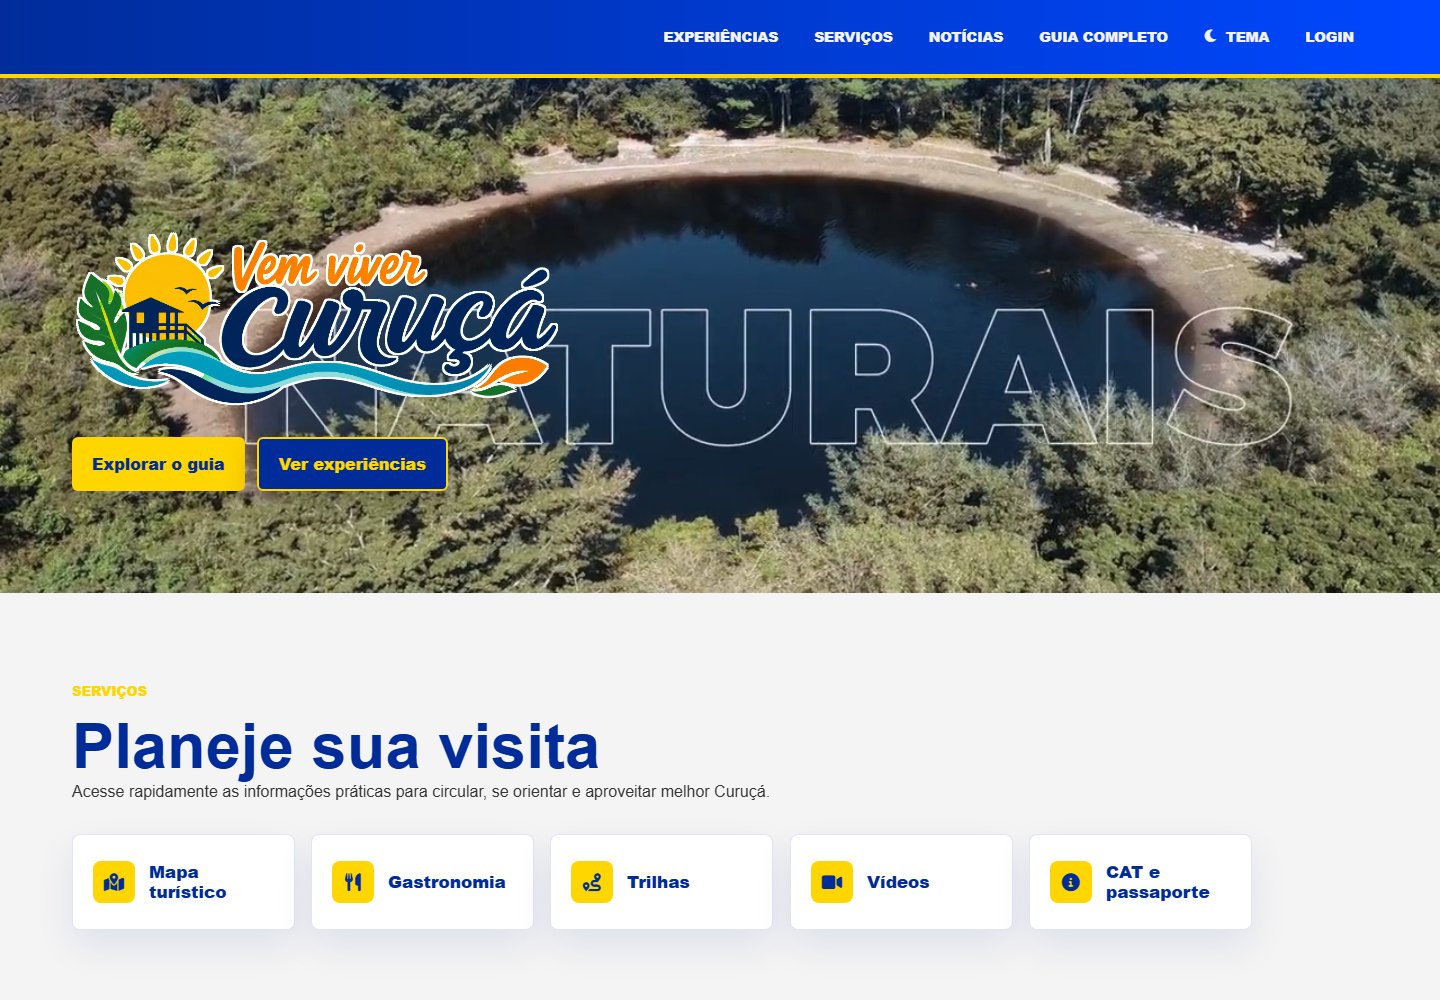 EXPERIÊNCIAS SERVIÇOS NOTÍCIAS GUIA COMPLETO TEMA LOGIN
Vem viver
Curuçá
NATURAIS
Explorar o guia Ver experiências
SERVIÇOS
Planeje sua visita
Acesse rapidamente as informações práticas para circular, se orientar e aproveitar melhor Curuçá.
Mapa turístico
Gastronomia
Trilhas
Vídeos
CAT e passaporte